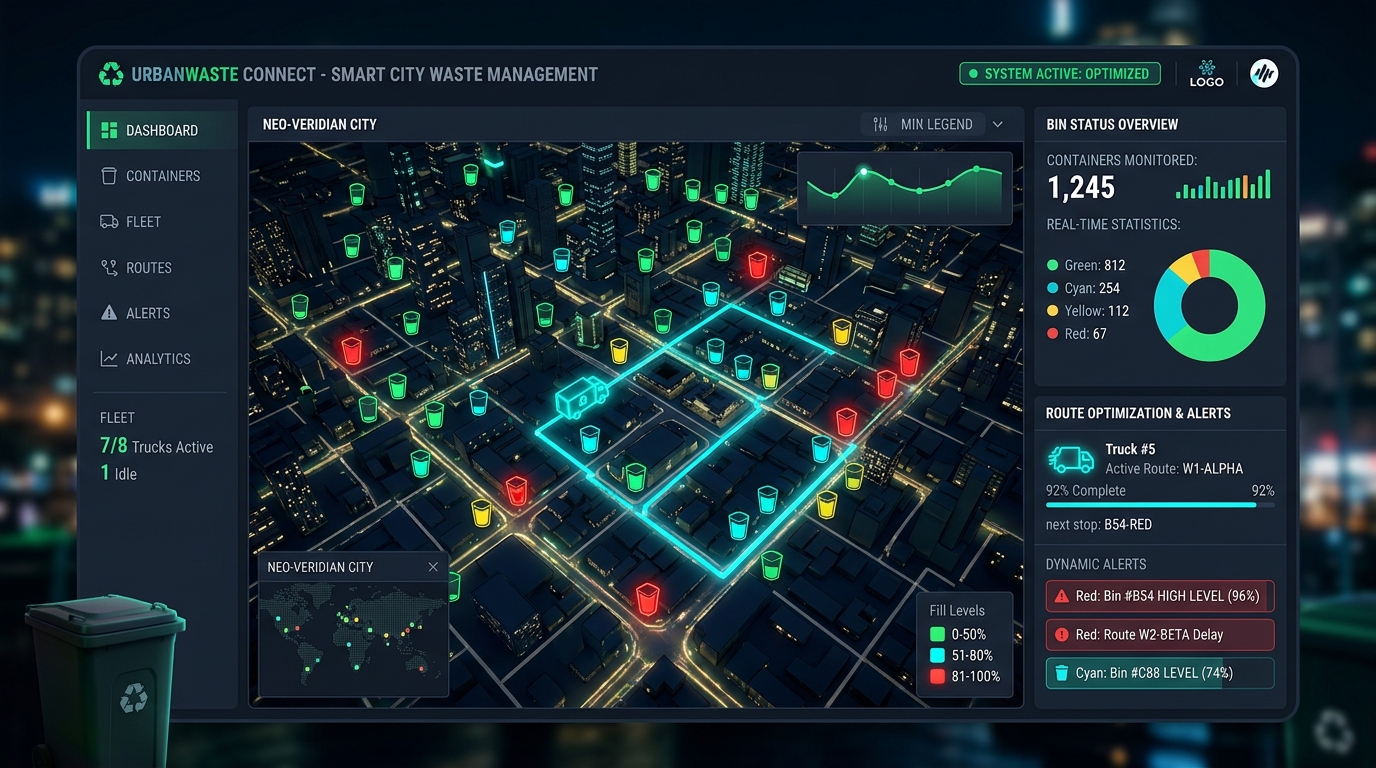 URBANWASTE CONNECT - SMART CITY WASTE MANAGEMENT
SYSTEM ACTIVE: OPTIMIZED
LOGO
DASHBOARD
CONTAINERS
FLEET
ROUTES
ALERTS
ANALYTICS
FLEET
7/8 Trucks Active
1 Idle
NEO-VERIDIAN CITY
MIN LEGEND
NEO-VERIDIAN CITY
Fill Levels
0-50%
51-80%
81-100%
BIN STATUS OVERVIEW
CONTAINERS MONITORED:
1,245
REAL-TIME STATISTICS:
Green: 812
Cyan: 254
Yellow: 112
Red: 67
ROUTE OPTIMIZATION & ALERTS
Truck #5
Active Route: W1-ALPHA
92% Complete 92%
next stop: B54-RED
DYNAMIC ALERTS
Red: Bin #B54 HIGH LEVEL (96%)
Red: Route W2-BETA Delay
Cyan: Bin #C88 LEVEL (74%)